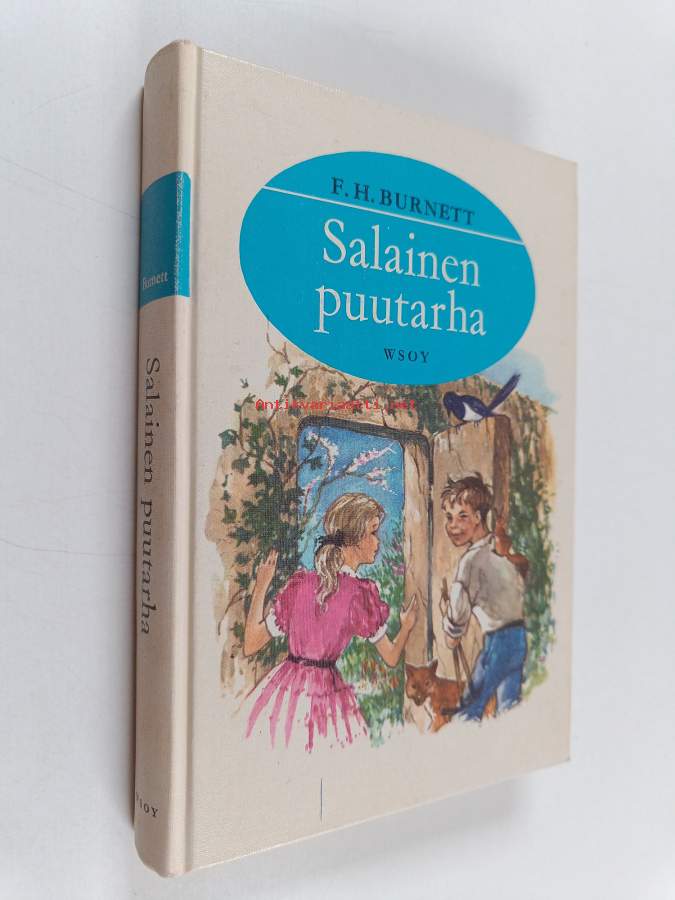 F. H. BURNETT
Salainen
puutarha
WSOY
Antikvariaatti.net
Burnett
Salainen puutarha
WSOY